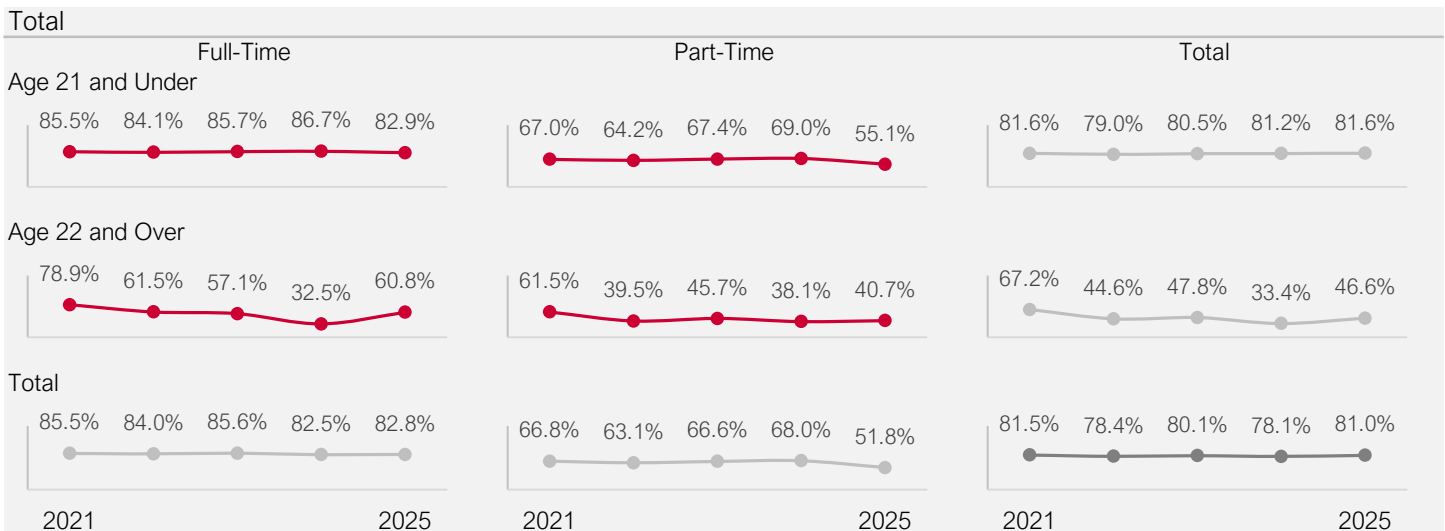 Total
Full-Time Part-Time Total
Age 21 and Under
85.5% 84.1% 85.7% 86.7% 82.9% 67.0% 64.2% 67.4% 69.0% 55.1% 81.6% 79.0% 80.5% 81.2% 81.6%
Age 22 and Over
78.9% 61.5% 57.1% 32.5% 60.8% 61.5% 39.5% 45.7% 38.1% 40.7% 67.2% 44.6% 47.8% 33.4% 46.6%
Total
85.5% 84.0% 85.6% 82.5% 82.8% 66.8% 63.1% 66.6% 68.0% 51.8% 81.5% 78.4% 80.1% 78.1% 81.0%
2021 2025 2021 2025 2021 2025